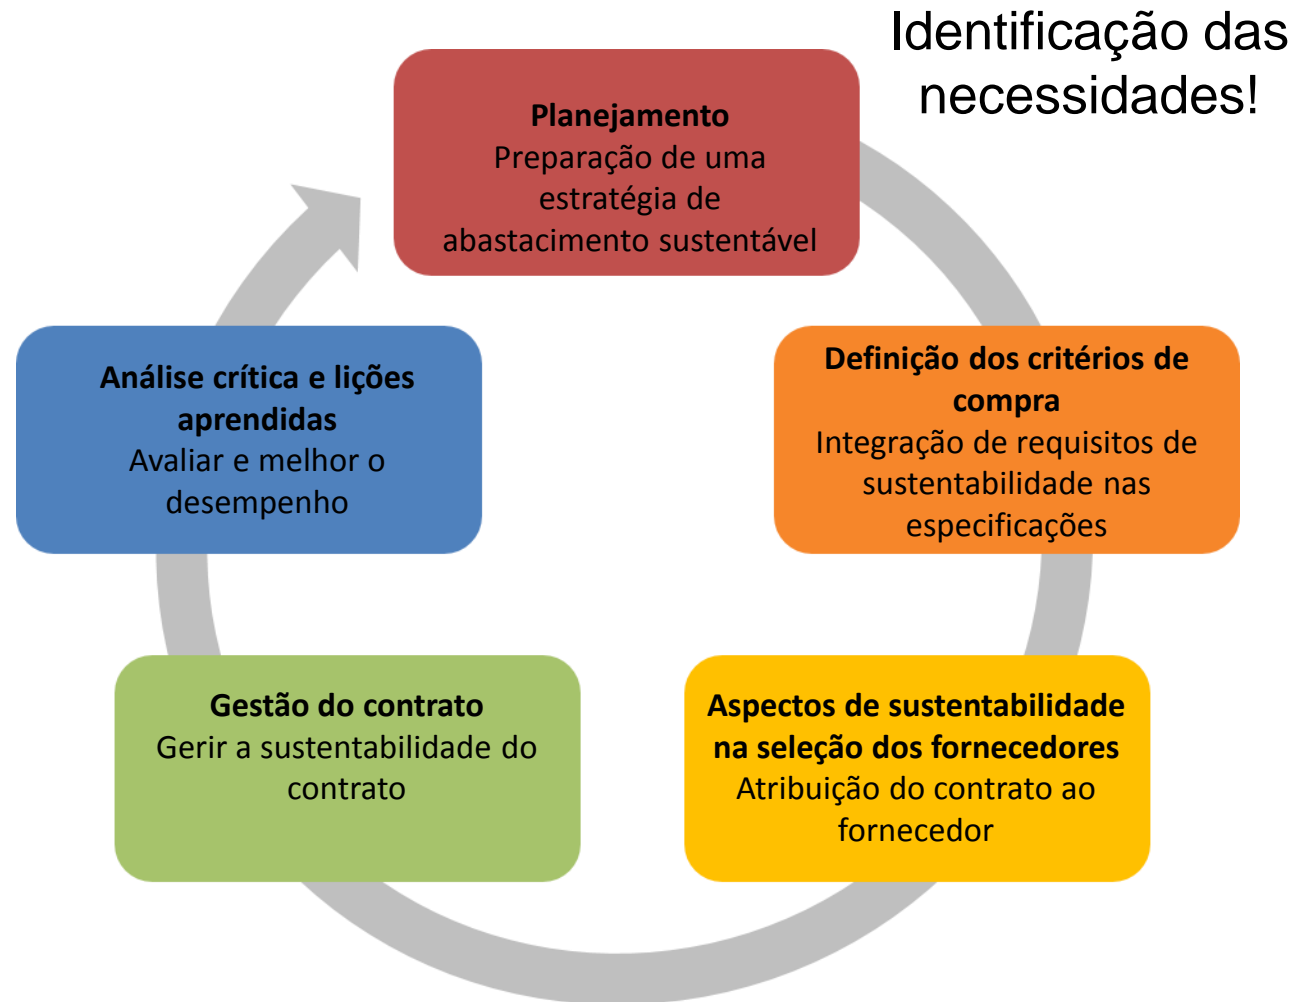 Identificação das
necessidades!
Planejamento
Preparação de uma
estratégia de
abastacimento sustentável
Definição dos critérios de
compra
Integração de requisitos de
sustentabilidade nas
especificações
Aspectos de sustentabilidade
na seleção dos fornecedores
Atribuição do contrato ao
fornecedor
Gestão do contrato
Gerir a sustentabilidade do
contrato
Análise crítica e lições
aprendidas
Avaliar e melhor o
desempenho